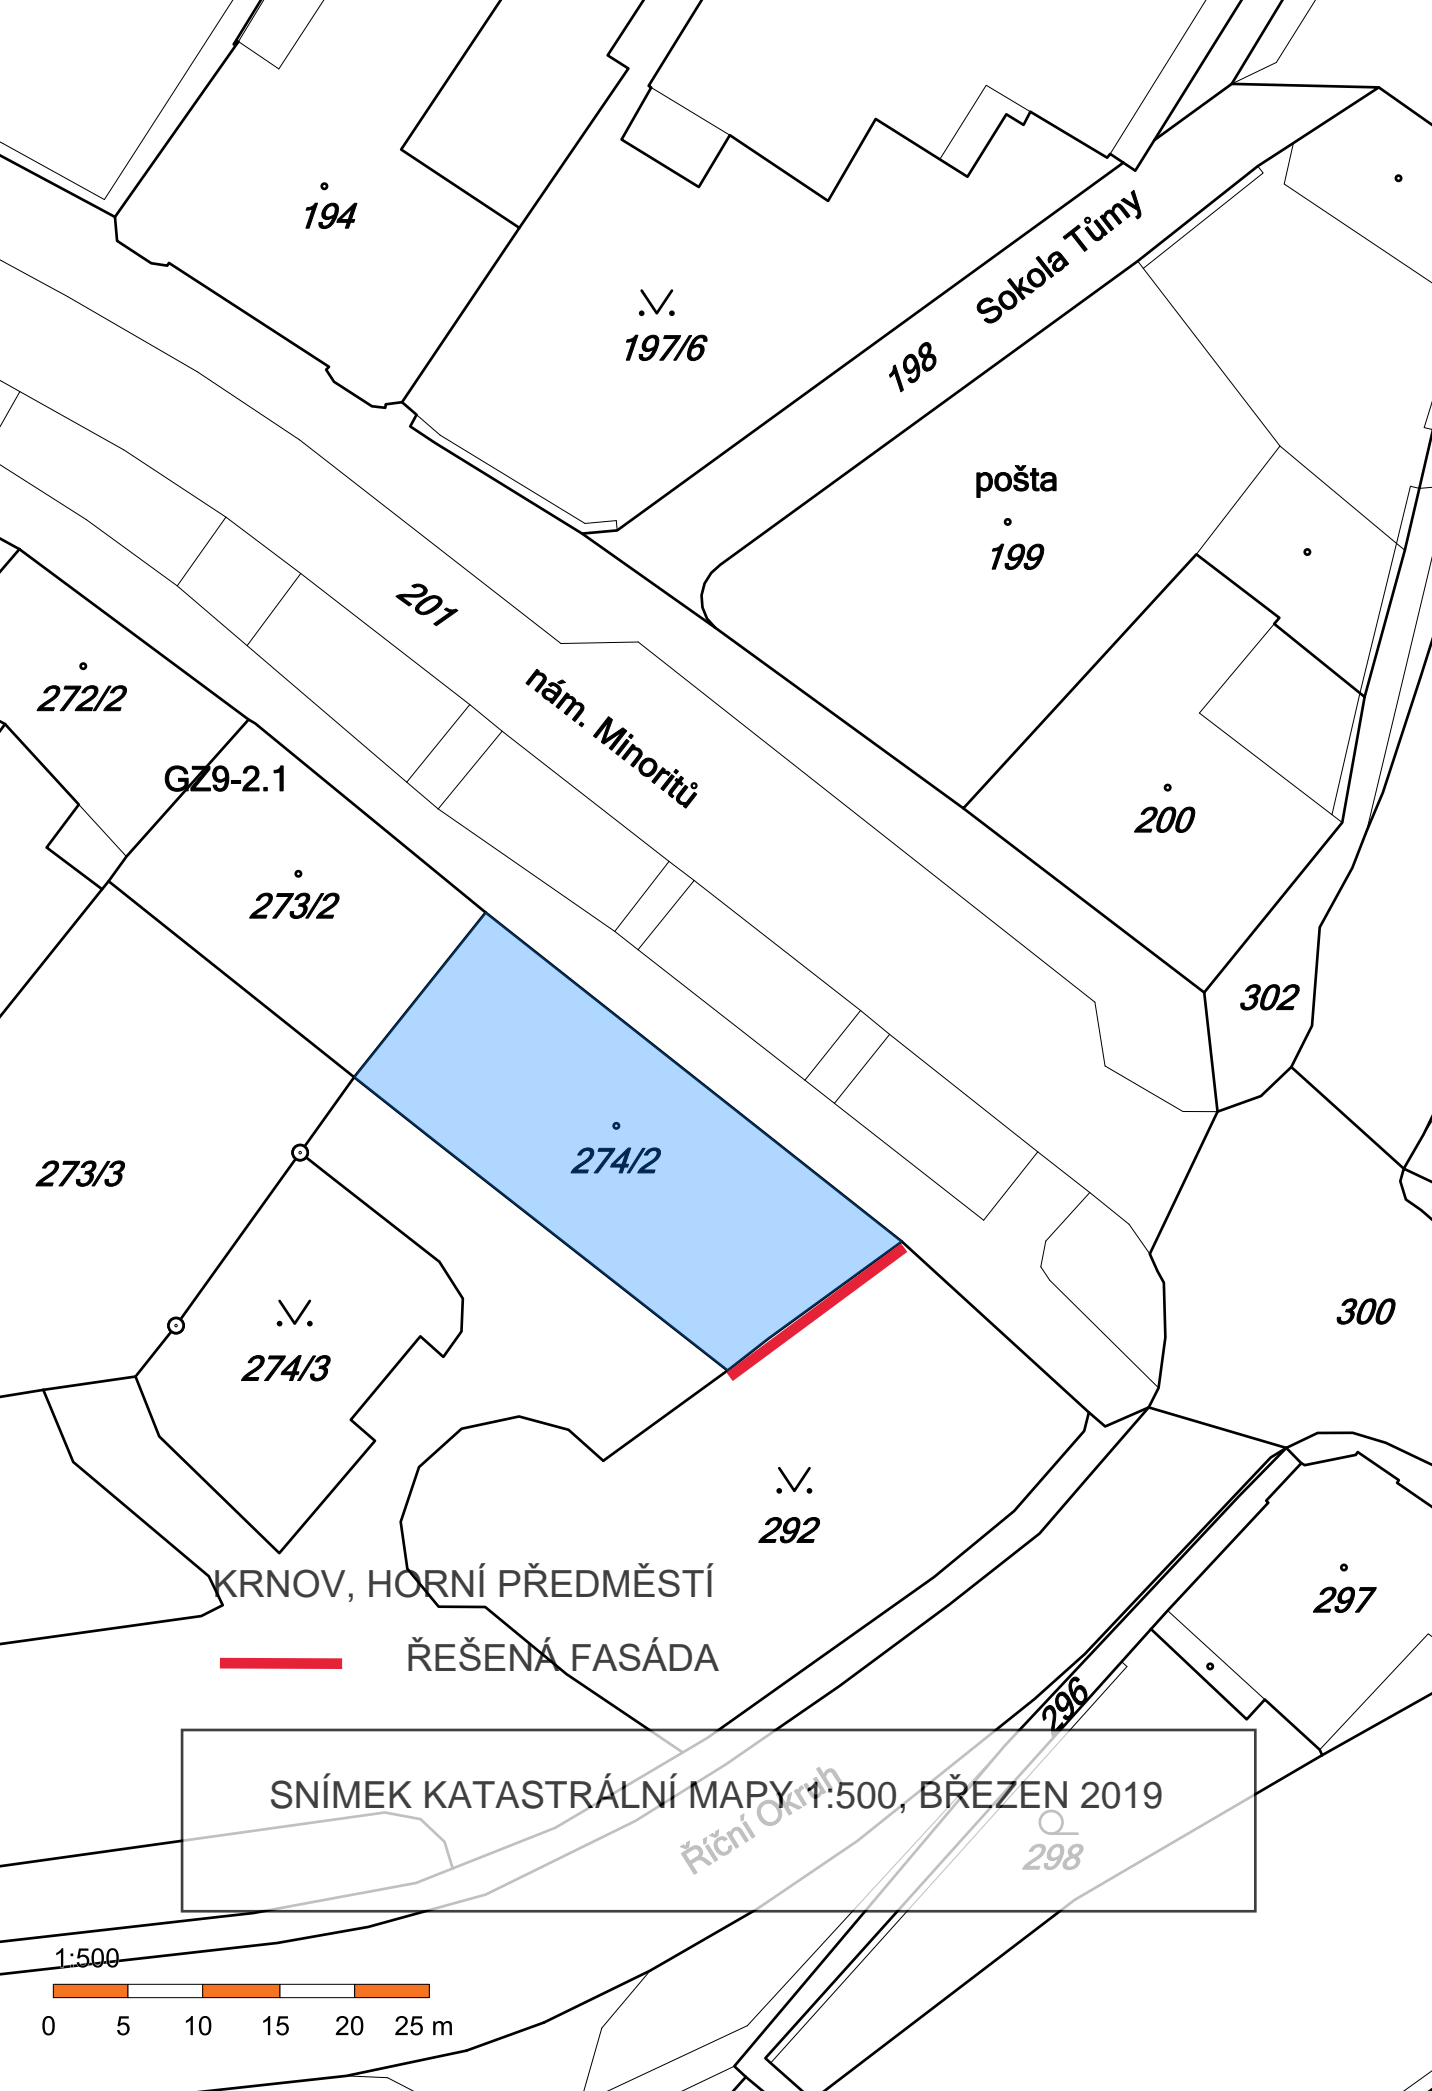 194
197/6
Sokola Tůmy
198
pošta
199
201
nám. Minoritů
272/2
GZ9-2.1
273/2
200
302
274/2
273/3
300
274/3
292
297
KRNOV, HORNÍ PŘEDMĚSTÍ
ŘEŠENÁ FASÁDA
296
SNÍMEK KATASTRÁLNÍ MAPY 1:500, BŘEZEN 2019
Říční Okruh
298
1:500
0 5 10 15 20 25 m